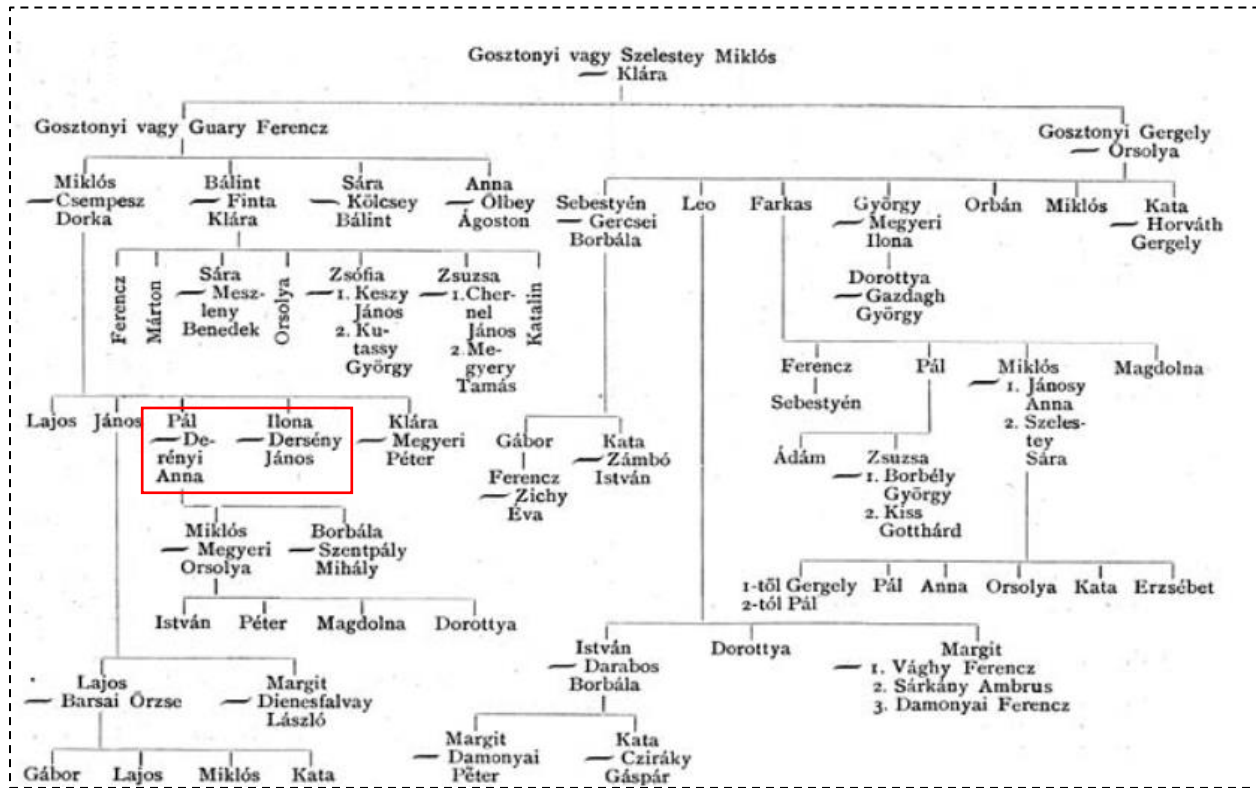 Gosztonyi vagy Szelestey Miklós
— Klára
Gosztonyi vagy Guary Ferencz
Gosztonyi Gergely
— Orsolya
Miklós
— Csempesz
Dorka
Bálint
— Finta
Klára
Sára
— Kölcsey
Bálint
Anna
— Ölbey
Ágoston
Sebestyén
— Gercsei
Borbála
Leo
Farkas
György
— Megyeri
Ilona
Orbán
Miklós
Kata
— Horváth
Gergely
Ferencz
Márton
Sára
— Mesz-
leny
Benedek
Orsolya
Zsófia
— 1. Keszy
János
2. Ku-
tassy
György
Zsuzsa
— 1. Cher-
nel
János
2. Me-
gyery
Tamás
Katalin
Dorottya
— Gazdagh
György
Ferencz
Sebestyén
Pál
Miklós
— 1. Jánosy
Anna
2. Szeles-
tey
Sára
Magdolna
Lajos
János
Pál
— De-
rényi
Anna
Ilona
— Dersény
János
Klára
— Megyeri
Péter
Gábor
Ferencz
— Zichy
Éva
Kata
— Zámbó
István
Ádám
Zsuzsa
— 1. Borbély
György
2. Kiss
Gotthárd
Miklós
— Megyeri
Orsolya
Borbála
— Szentpály
Mihály
1-től Gergely
2-tól Pál
Pál
Anna
Orsolya
Kata
Erzsébet
István
Péter
Magdolna
Dorottya
István
— Darabos
Borbála
Dorottya
Margit
— 1. Vághy Ferencz
2. Sárkány Ambrus
3. Damonyai Ferencz
Lajos
— Barsai Örzse
Margit
— Dienesfalvay
László
Margit
— Damonyai
Péter
Kata
— Cziráky
Gáspár
Gábor
Lajos
Miklós
Kata